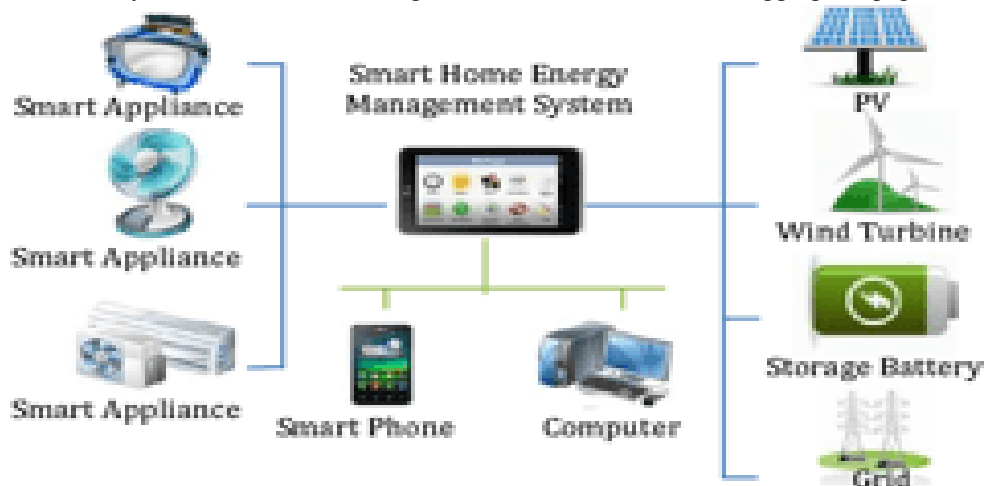 Smart Home Energy
Management System
Smart Appliance
Smart Appliance
Smart Appliance
Smart Phone
Computer
PV
Wind Turbine
Storage Battery
Grid